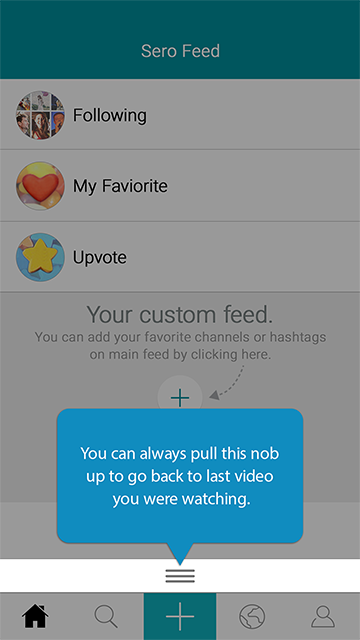 Sero Feed
Following
My Faviorite
Upvote
Your custom feed.
You can add your favorite channels or hashtags
on main feed by clicking here.
You can always pull this nob
up to go back to last video
you were watching.